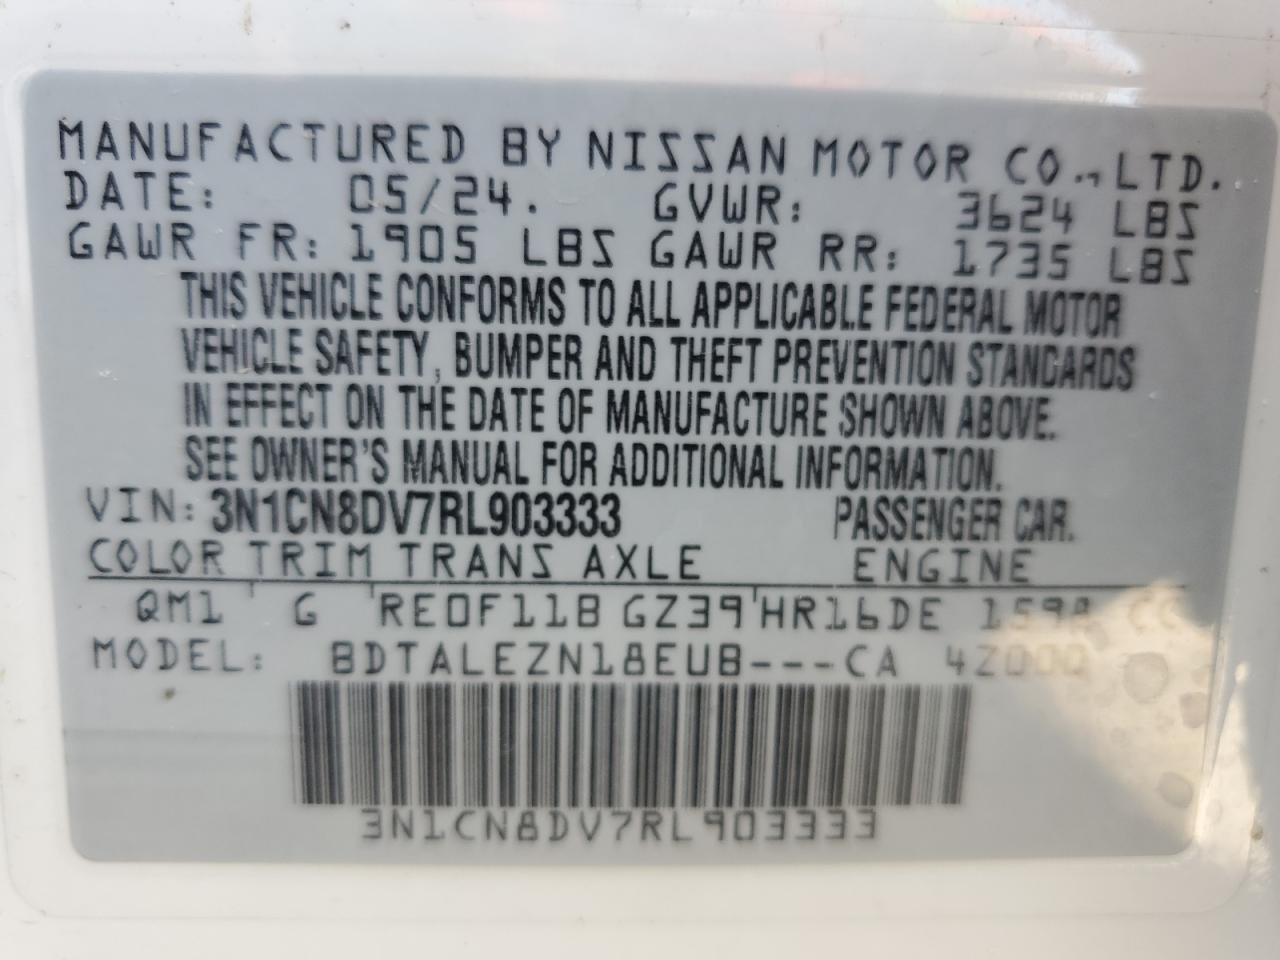 MANUFACTURED BY NISSAN MOTOR CO., LTD.
DATE: 05/24. GVWR: 3624 LBS
GAWR FR: 1905 LBS GAWR RR: 1735 LBS
THIS VEHICLE CONFORMS TO ALL APPLICABLE FEDERAL MOTOR
VEHICLE SAFETY, BUMPER AND THEFT PREVENTION STANDARDS
IN EFFECT ON THE DATE OF MANUFACTURE SHOWN ABOVE.
SEE OWNER'S MANUAL FOR ADDITIONAL INFORMATION.
VIN: 3N1CN8DV7RL903333 PASSENGER CAR.
COLOR TRIM TRANS AXLE ENGINE
QM1 G RE0F11B GZ39 HR16DE 1598 CC
MODEL: BDTALEZN18EUB---CA 4Z000
3N1CN8DV7RL903333